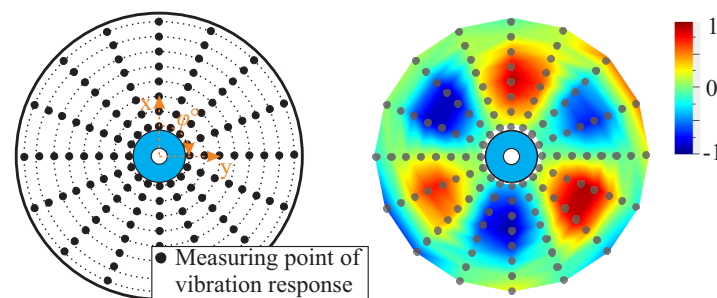 x
φ°
y
Measuring point of
vibration response
1
0
-1